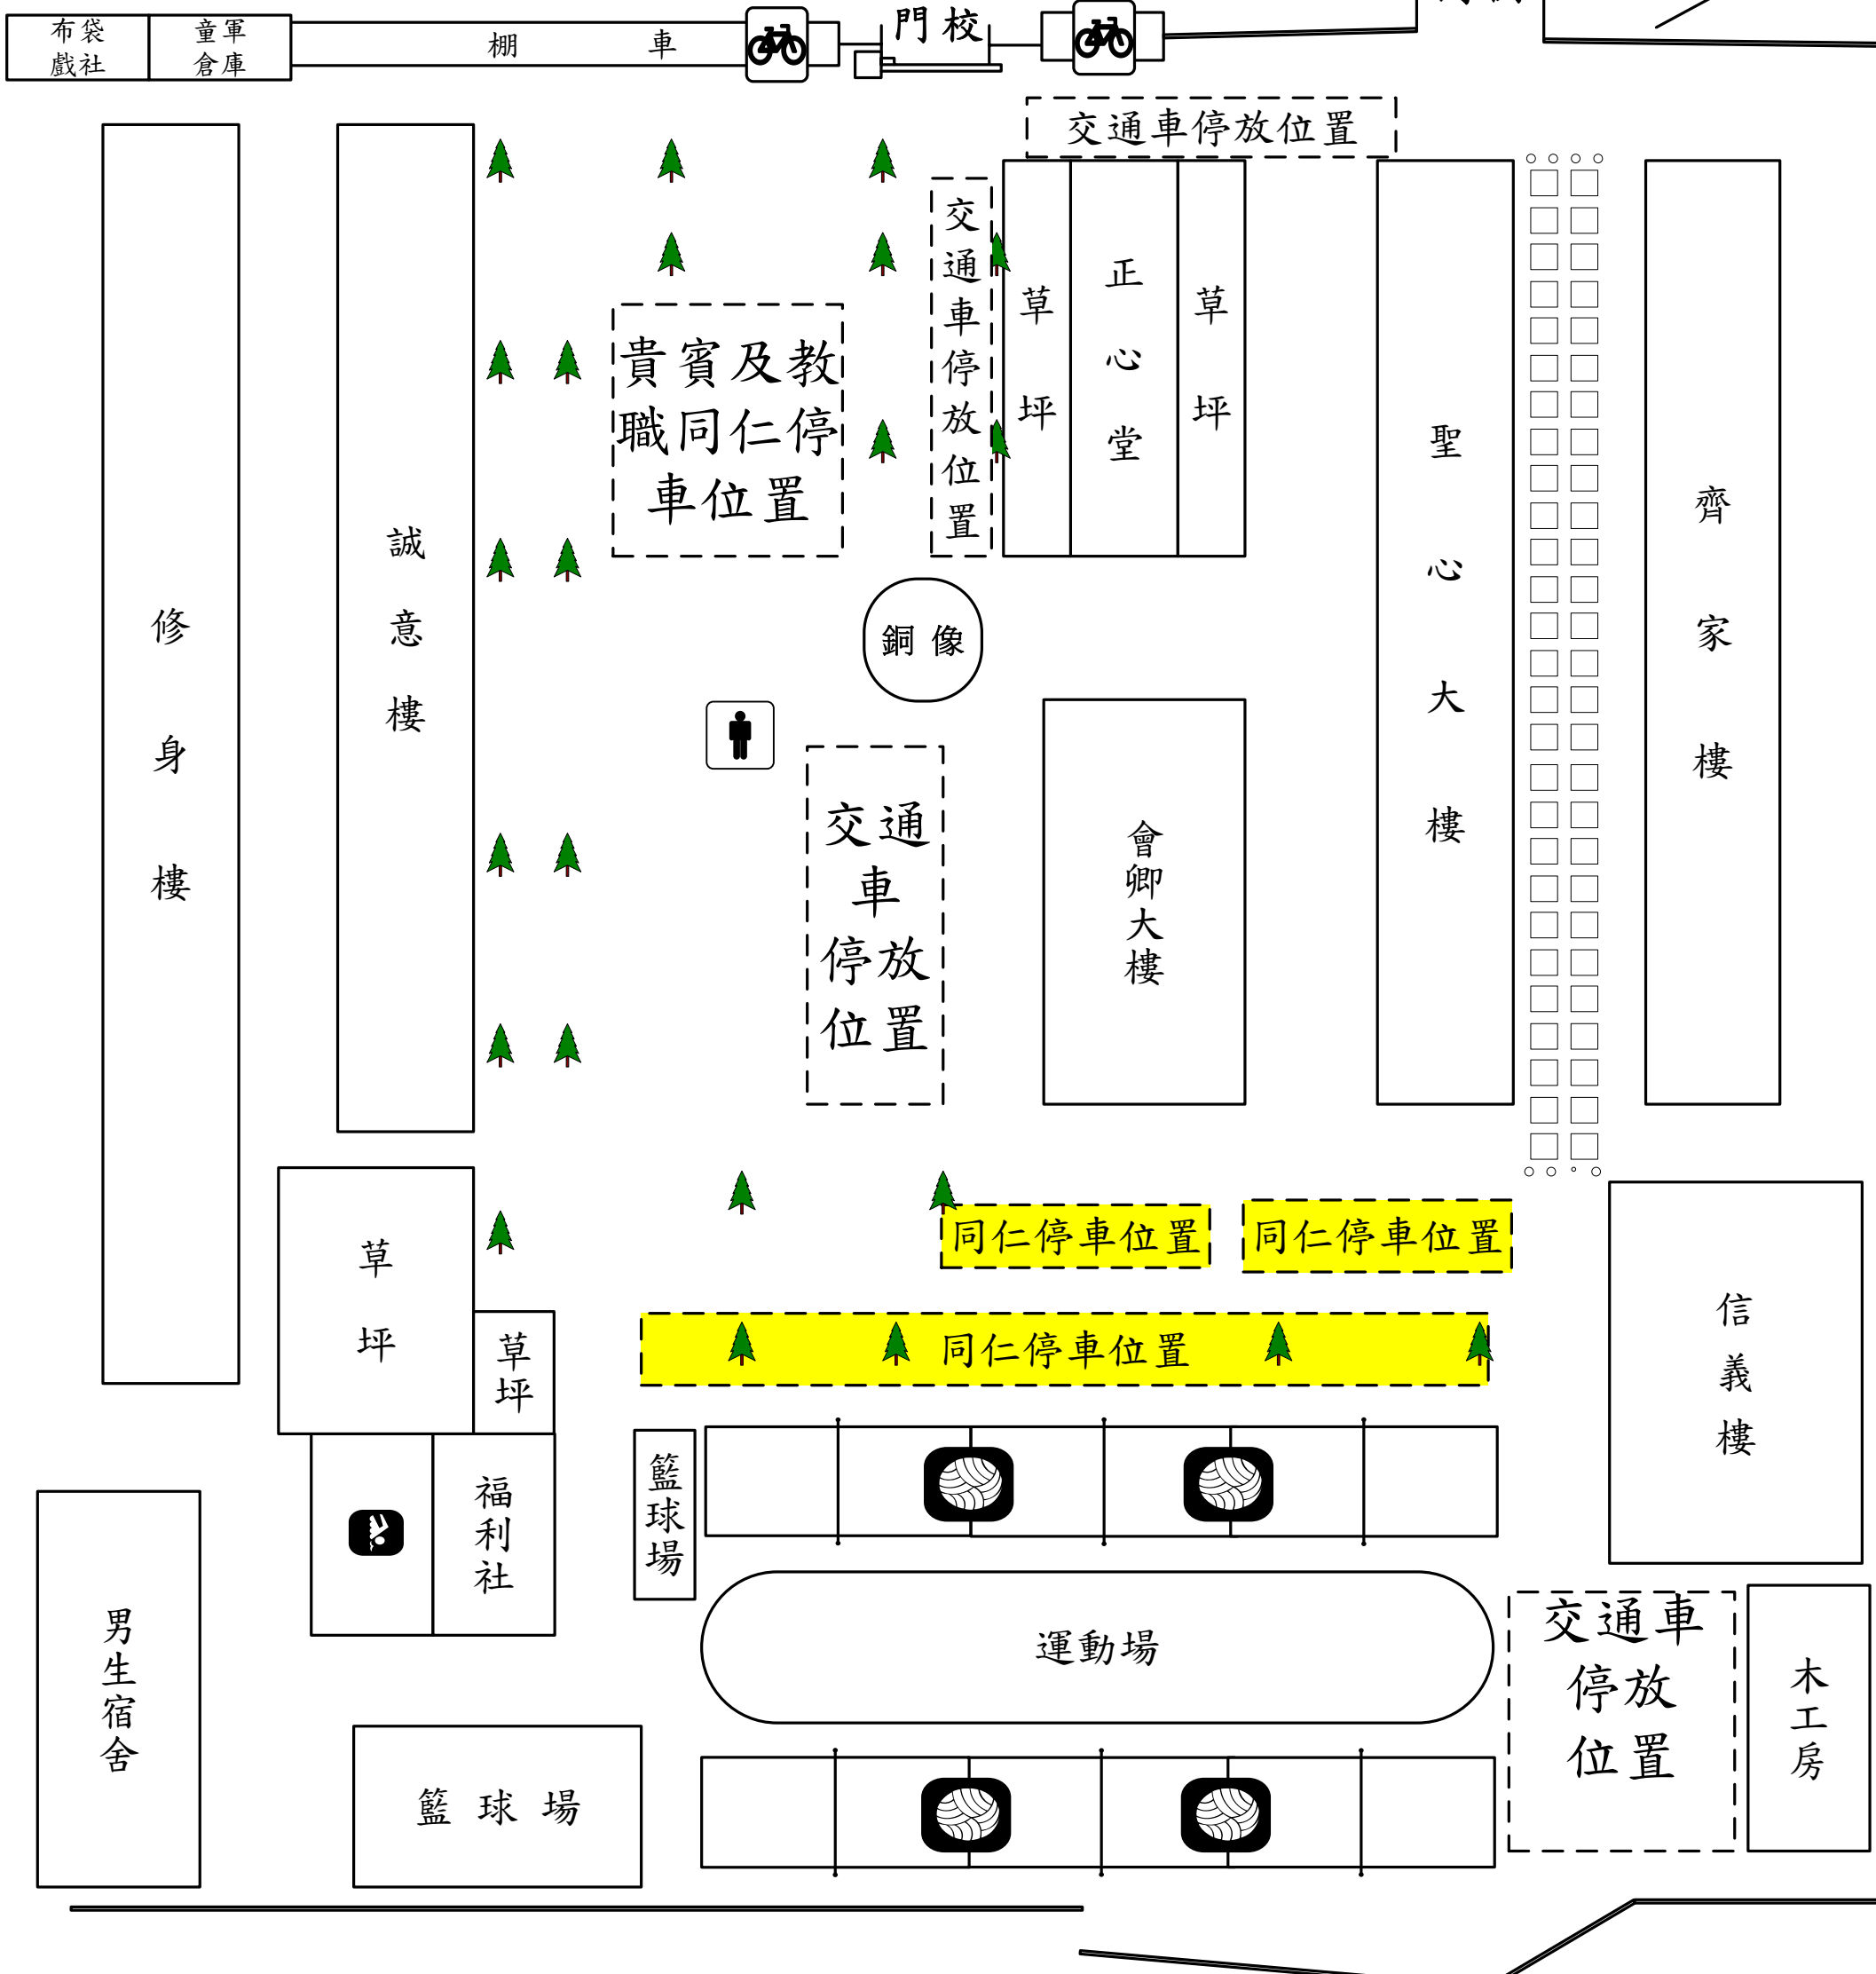 布袋
戲社
童軍
倉庫
棚車
門校
交通車停放位置
交通車停放位置
草坪
正心堂
草坪
貴賓及教
職同仁停
車位置
聖心大樓
齊家樓
誠意樓
修身樓
銅像
交通
車
停放
位置
會卿大樓
同仁停車位置
同仁停車位置
同仁停車位置
草坪
草坪
信義樓
籃球場
福利社
男生宿舍
運動場
交通車
停放
位置
木工房
籃球場